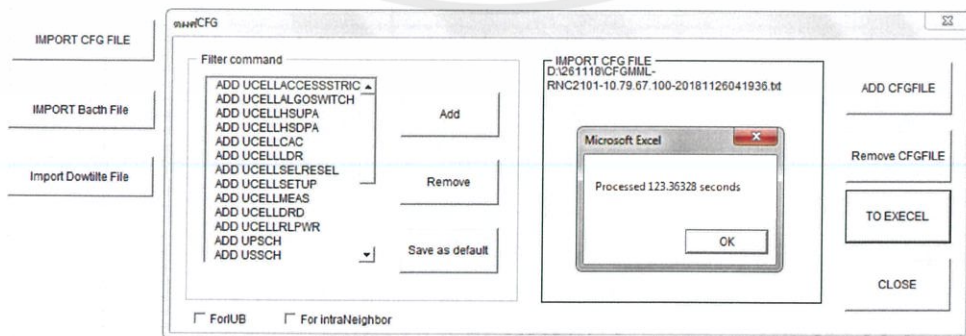 IMPORT CFG FILE
IMPORT Bacth File
Import Dowtilte File
Filter command
ADD UCELLACCESSSTRIC
ADD UCELLALGOSWITCH
ADD UCELLHSUPA
ADD UCELLHSDPA
ADD UCELLCAC
ADD UCELLLDR
ADD UCELLSELRESEL
ADD UCELLSETUP
ADD UCELLMEAS
ADD UCELLDRD
ADD UCELLRLPWR
ADD UPSCH
ADD USSCH
Add
Remove
Save as default
ForIUB
For intraNeighbor
IMPORT CFG FILE
D:\261118\CFGMML-
RNC2101-10.79.67.100-20181126041936.txt
Microsoft Excel
Processed 123.36328 seconds
OK
ADD CFGFILE
Remove CFGFILE
TO EXECEL
CLOSE